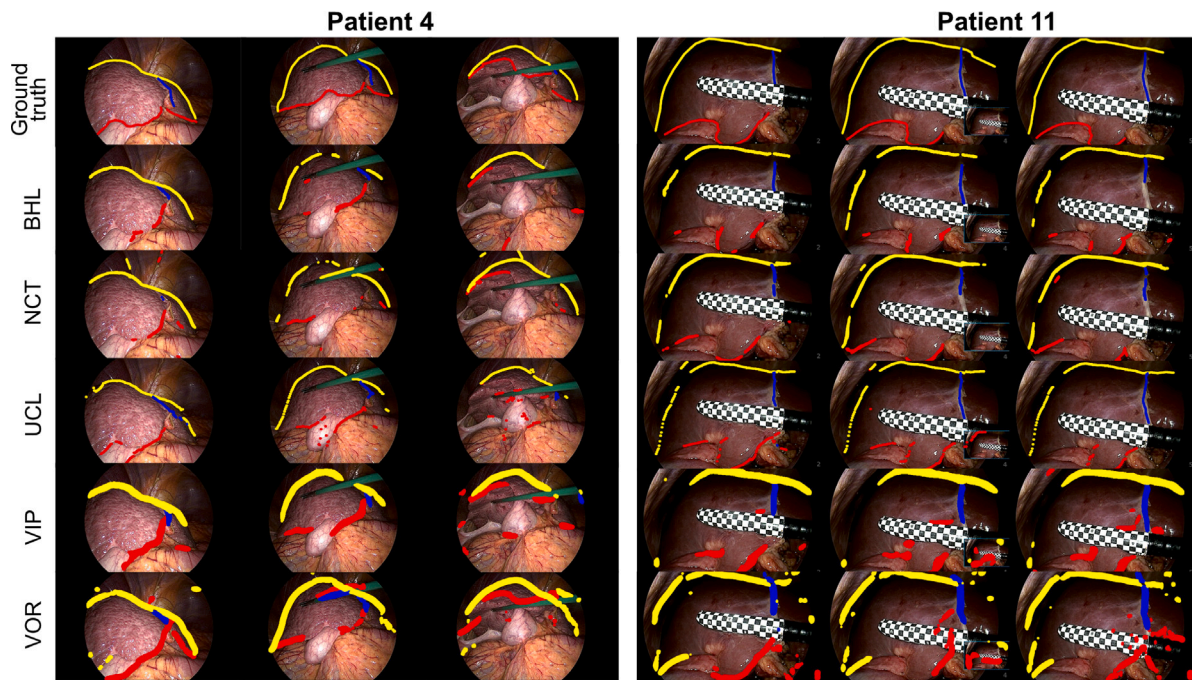 Patient 4
Patient 11
Ground truth
BHL
NCT
UCL
VIP
VOR